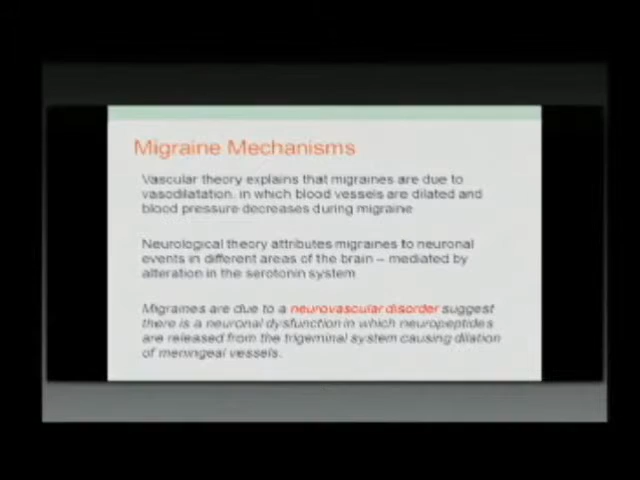 Migraine Mechanisms
Vascular theory explains that migraines are due to
vasodilatation, in which blood vessels are dilated and
blood pressure decreases during migraine
Neurological theory attributes migraines to neuronal
events in different areas of the brain – mediated by
alteration in the serotonin system
Migraines are due to a neurovascular disorder suggest
there is a neuronal dysfunction in which neuropeptides
are released from the trigeminal system causing dilation
of meningeal vessels.